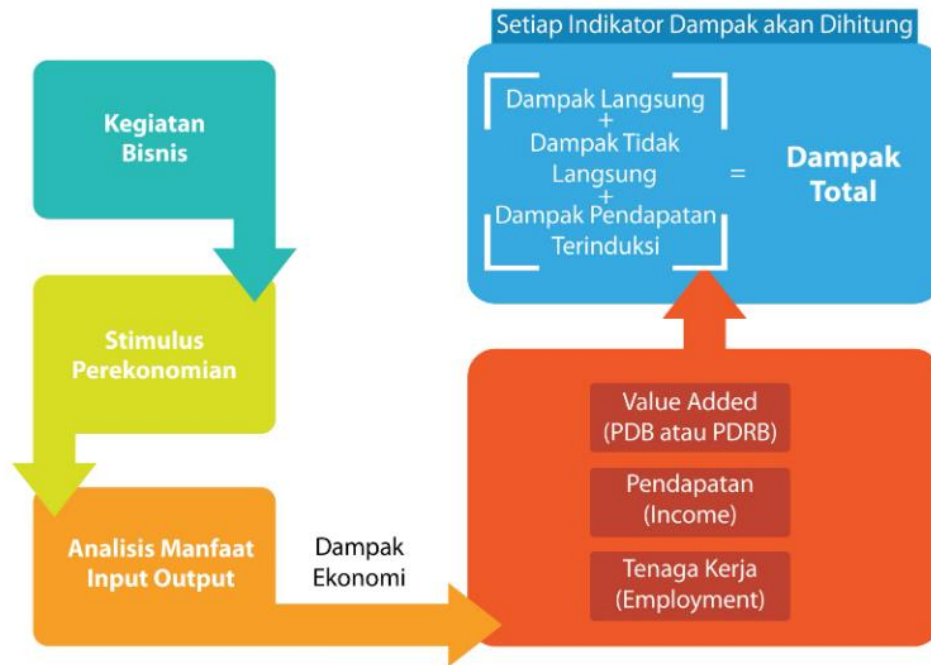 Kegiatan
Bisnis
Stimulus
Perekonomian
Analisis Manfaat
Input Output
Dampak
Ekonomi
Value Added
(PDB atau PDRB)
Pendapatan
(Income)
Tenaga Kerja
(Employment)
Setiap Indikator Dampak akan Dihitung
Dampak Langsung
+
Dampak Tidak
Langsung
+
Dampak Pendapatan
Terinduksi
=
Dampak
Total